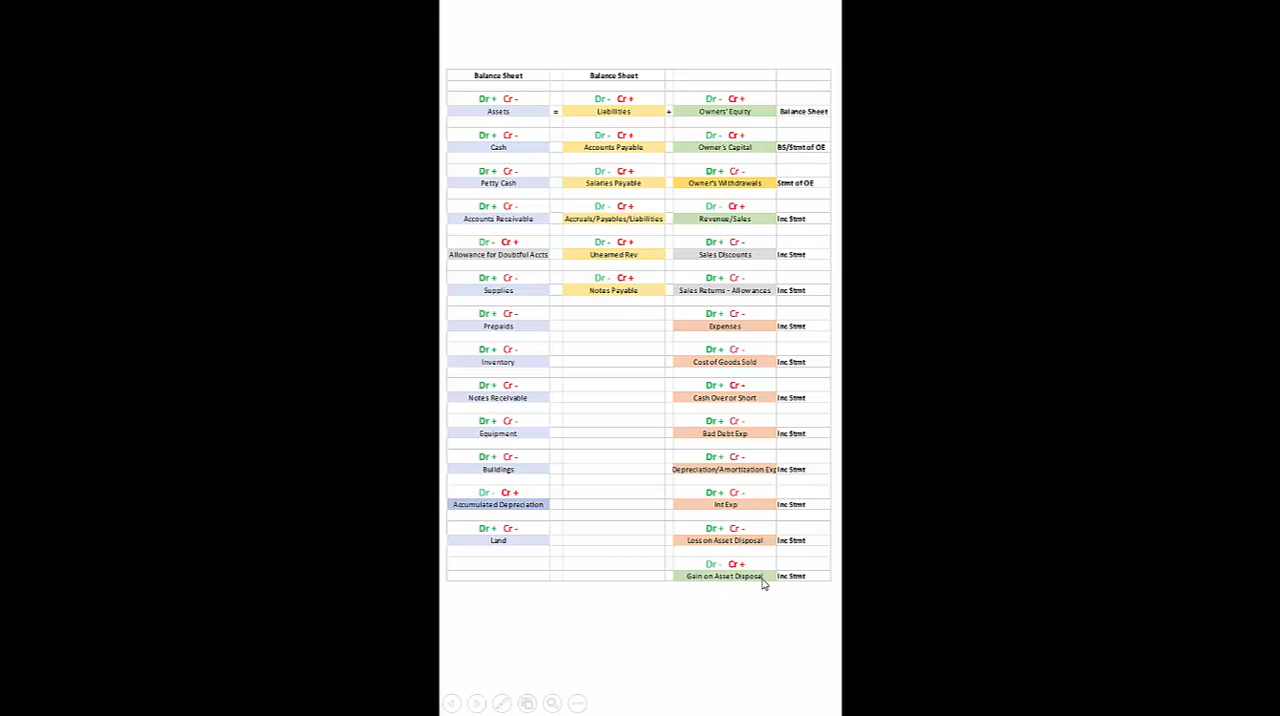 Balance Sheet Balance Sheet
Dr + Cr - Dr - Cr + Dr - Cr +
Assets = Liabilities + Owners' Equity Balance Sheet
Dr + Cr - Dr - Cr + Dr - Cr +
Cash Accounts Payable Owner's Capital BS/Stmt of OE
Dr + Cr - Dr - Cr + Dr + Cr -
Petty Cash Salaries Payable Owner's Withdrawals Stmt of OE
Dr + Cr - Dr - Cr + Dr - Cr +
Accounts Receivable Accruals/Payables/Liabilities Revenue/Sales Inc Stmt
Dr - Cr + Dr - Cr + Dr + Cr -
Allowance for Doubtful Accts Unearned Rev Sales Discounts Inc Stmt
Dr + Cr - Dr - Cr + Dr + Cr -
Supplies Notes Payable Sales Returns - Allowances Inc Stmt
Dr + Cr - Dr + Cr -
Prepaids Expenses Inc Stmt
Dr + Cr - Dr + Cr -
Inventory Cost of Goods Sold Inc Stmt
Dr + Cr - Dr + Cr -
Notes Receivable Cash Over or Short Inc Stmt
Dr + Cr - Dr + Cr -
Equipment Bad Debt Exp Inc Stmt
Dr + Cr - Dr + Cr -
Buildings Depreciation/Amortization Exp Inc Stmt
Dr - Cr + Dr + Cr -
Accumulated Depreciation Int Exp Inc Stmt
Dr + Cr - Dr + Cr -
Land Loss on Asset Disposal Inc Stmt
Dr - Cr +
Gain on Asset Disposal Inc Stmt